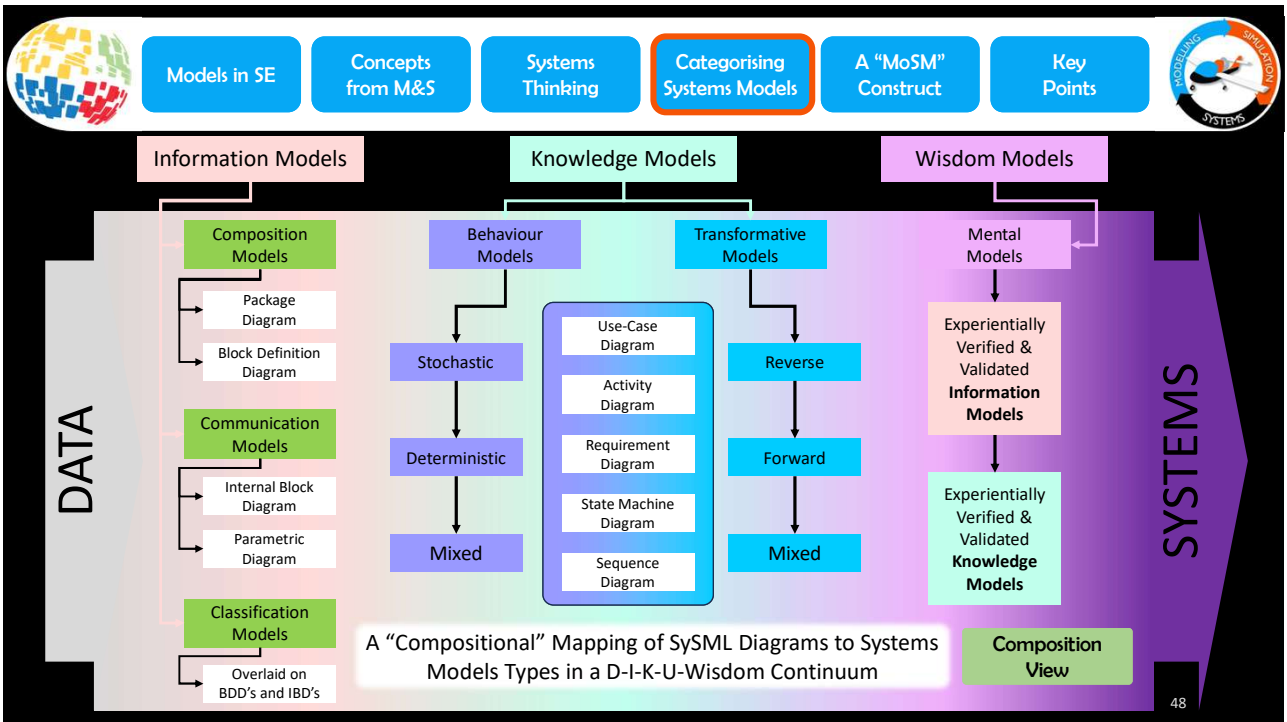 Models in SE
Concepts
from M&S
Systems
Thinking
Categorising
Systems Models
A “MoSM”
Construct
Key
Points
MODELLING
SIMULATION
SYSTEMS
Information Models
Knowledge Models
Wisdom Models
DATA
Composition
Models
Package
Diagram
Block Definition
Diagram
Communication
Models
Internal Block
Diagram
Parametric
Diagram
Classification
Models
Overlaid on
BDD’s and IBD’s
Behaviour
Models
Stochastic
Deterministic
Mixed
Use-Case
Diagram
Activity
Diagram
Requirement
Diagram
State Machine
Diagram
Sequence
Diagram
Transformative
Models
Reverse
Forward
Mixed
Mental
Models
Experientially
Verified &
Validated
Information
Models
Experientially
Verified &
Validated
Knowledge
Models
SYSTEMS
A “Compositional” Mapping of SySML Diagrams to Systems
Models Types in a D-I-K-U-Wisdom Continuum
Composition
View
48